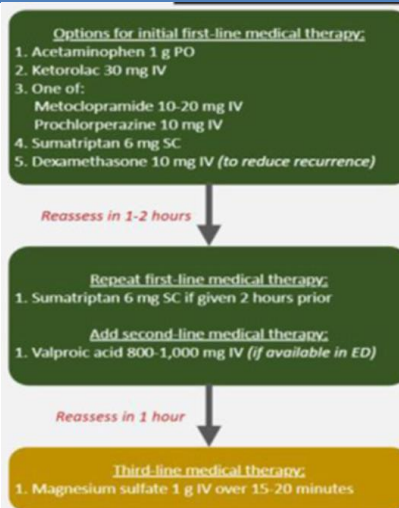 Options for initial first-line medical therapy:
1. Acetaminophen 1 g PO
2. Ketorolac 30 mg IV
3. One of:
Metoclopramide 10-20 mg IV
Prochlorperazine 10 mg IV
4. Sumatriptan 6 mg SC
5. Dexamethasone 10 mg IV (to reduce recurrence)
Reassess in 1-2 hours
Repeat first-line medical therapy:
1. Sumatriptan 6 mg SC if given 2 hours prior
Add second-line medical therapy:
1. Valproic acid 800-1,000 mg IV (if available in ED)
Reassess in 1 hour
Third-line medical therapy:
1. Magnesium sulfate 1 g IV over 15-20 minutes